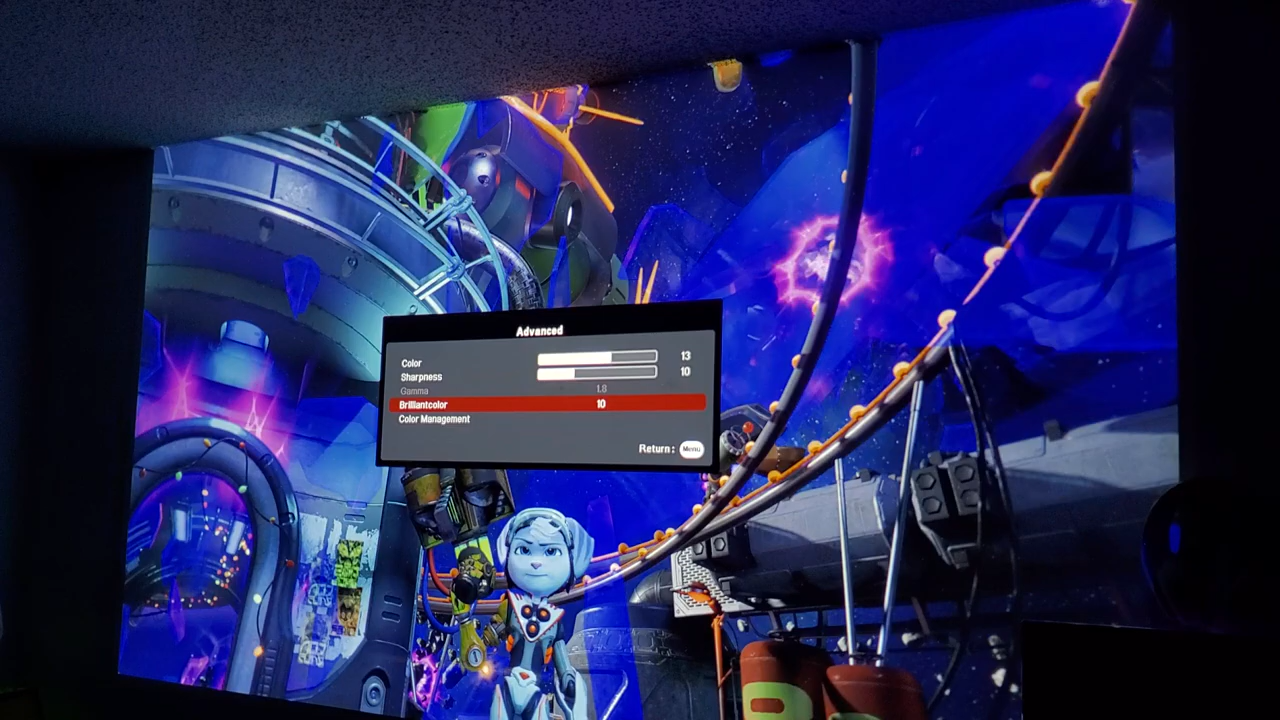 Advanced
Color 13
Sharpness 10
Gamma 1.8
Brilliantcolor 10
Color Management
Return : Menu